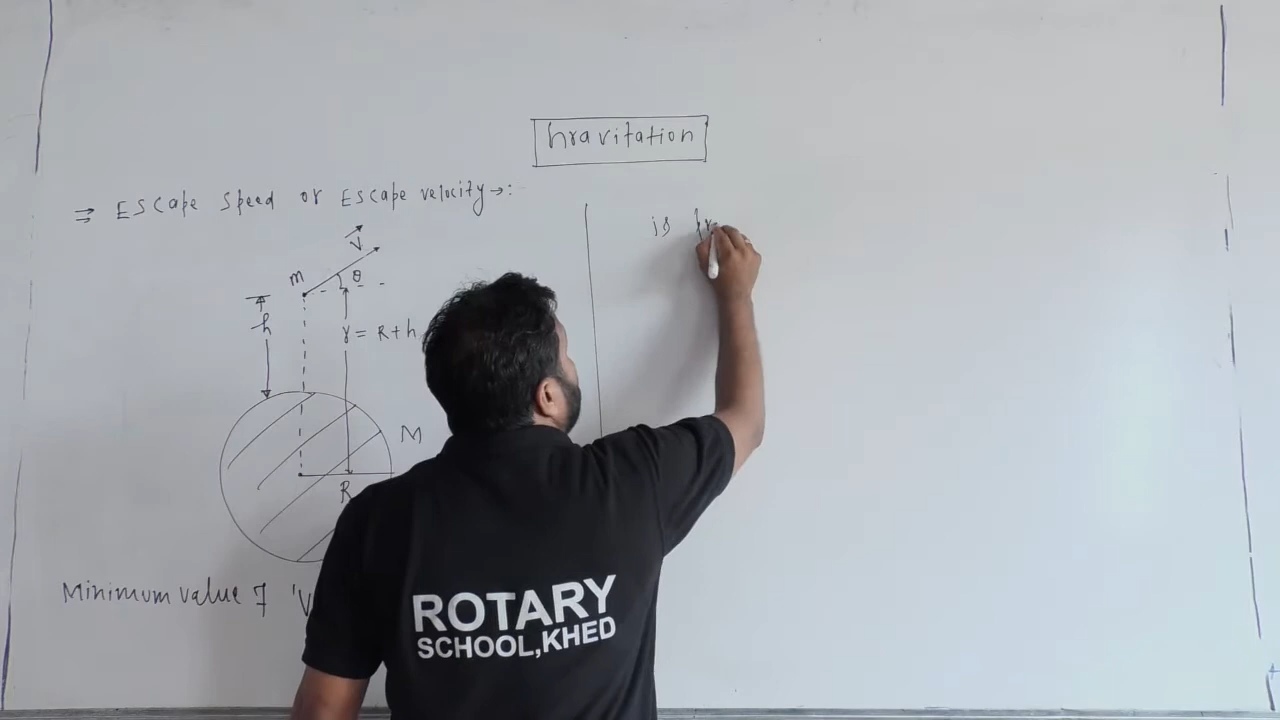 Gravitation
⇒ Escape speed or Escape velocity →:
V
m θ
h r = R + h
M
R
Minimum value of 'V
is
ROTARY
SCHOOL,KHED